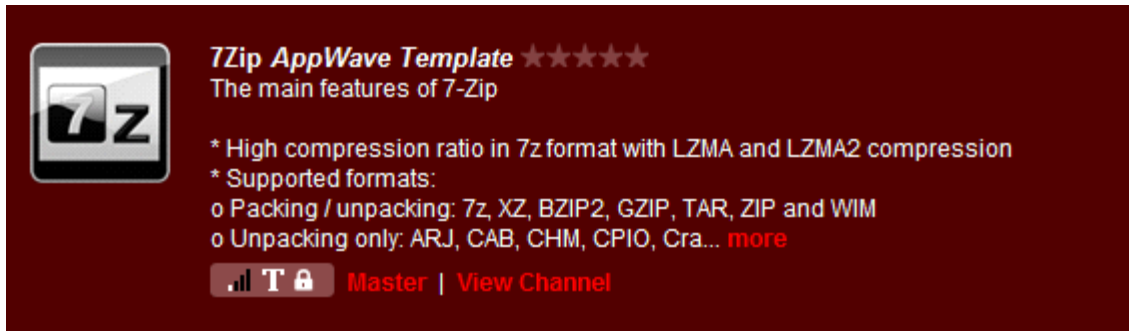 7z
7Zip AppWave Template
The main features of 7-Zip
* High compression ratio in 7z format with LZMA and LZMA2 compression
* Supported formats:
o Packing / unpacking: 7z, XZ, BZIP2, GZIP, TAR, ZIP and WIM
o Unpacking only: ARJ, CAB, CHM, CPIO, Cra... more
T Master | View Channel